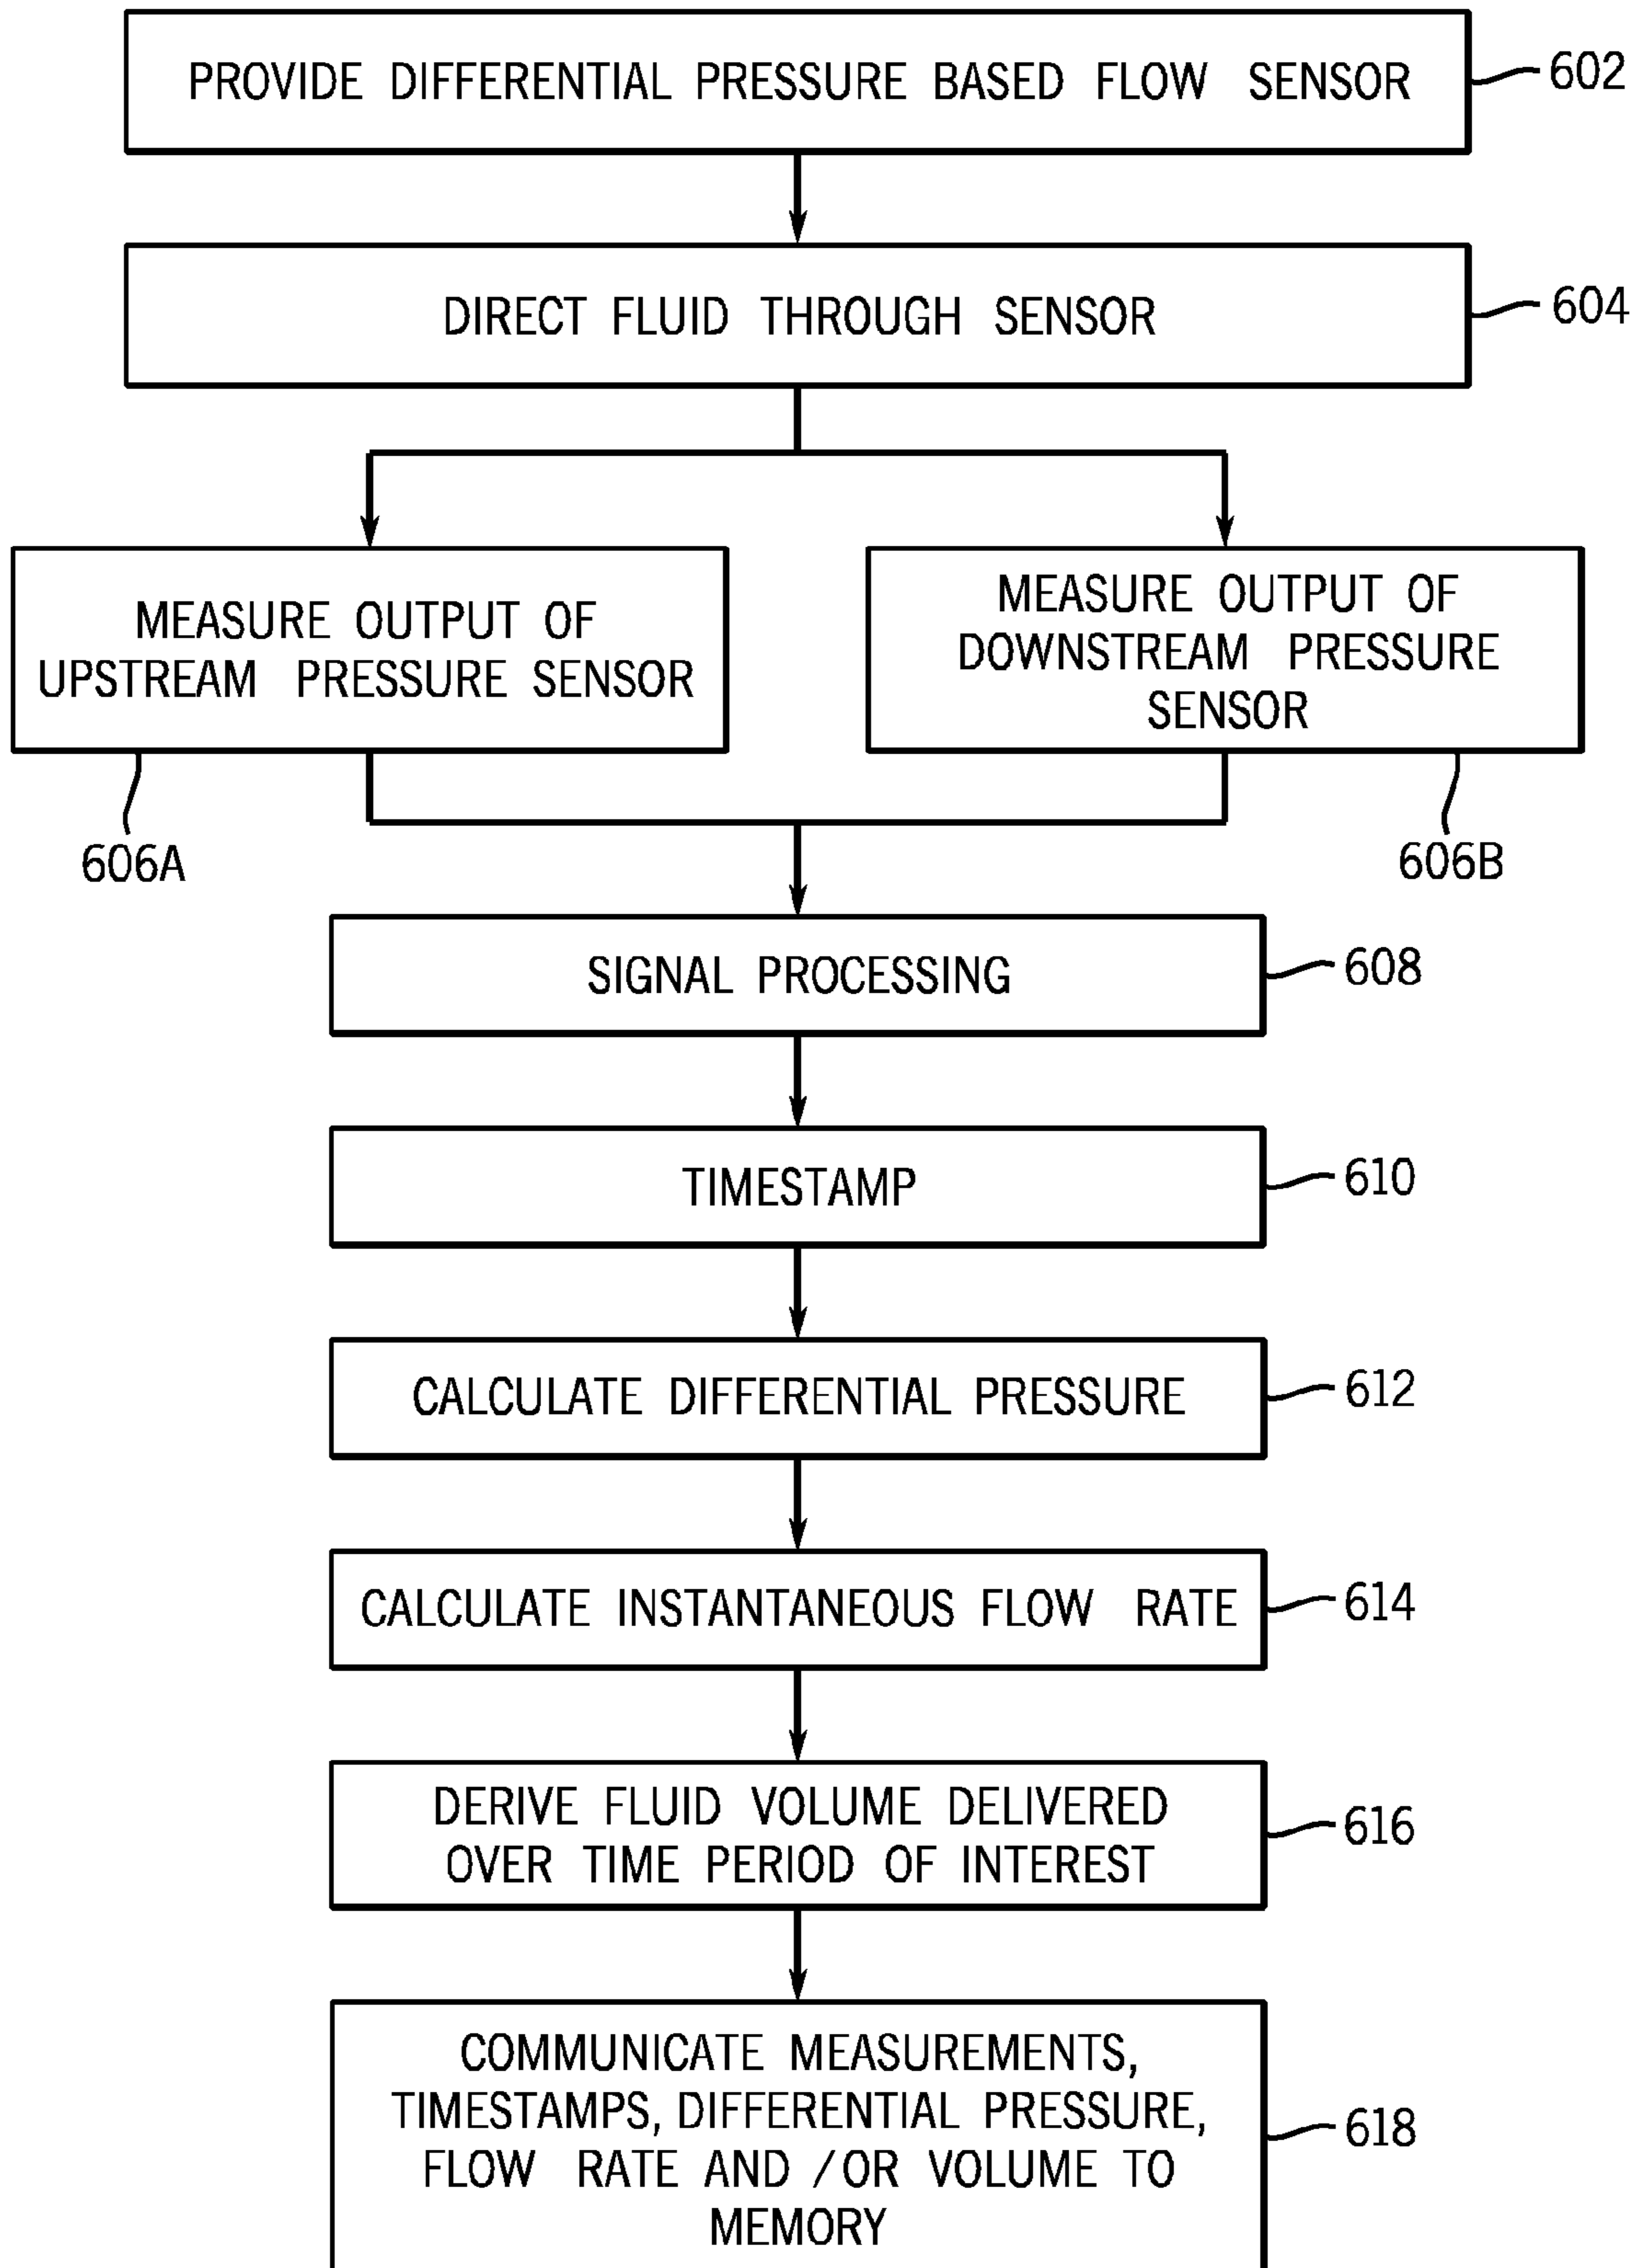 PROVIDE DIFFERENTIAL PRESSURE BASED FLOW SENSOR
602
DIRECT FLUID THROUGH SENSOR
604
MEASURE OUTPUT OF
UPSTREAM PRESSURE SENSOR
606A
MEASURE OUTPUT OF
DOWNSTREAM PRESSURE
SENSOR
606B
SIGNAL PROCESSING
608
TIMESTAMP
610
CALCULATE DIFFERENTIAL PRESSURE
612
CALCULATE INSTANTANEOUS FLOW RATE
614
DERIVE FLUID VOLUME DELIVERED
OVER TIME PERIOD OF INTEREST
616
COMMUNICATE MEASUREMENTS,
TIMESTAMPS, DIFFERENTIAL PRESSURE,
FLOW RATE AND /OR VOLUME TO
MEMORY
618